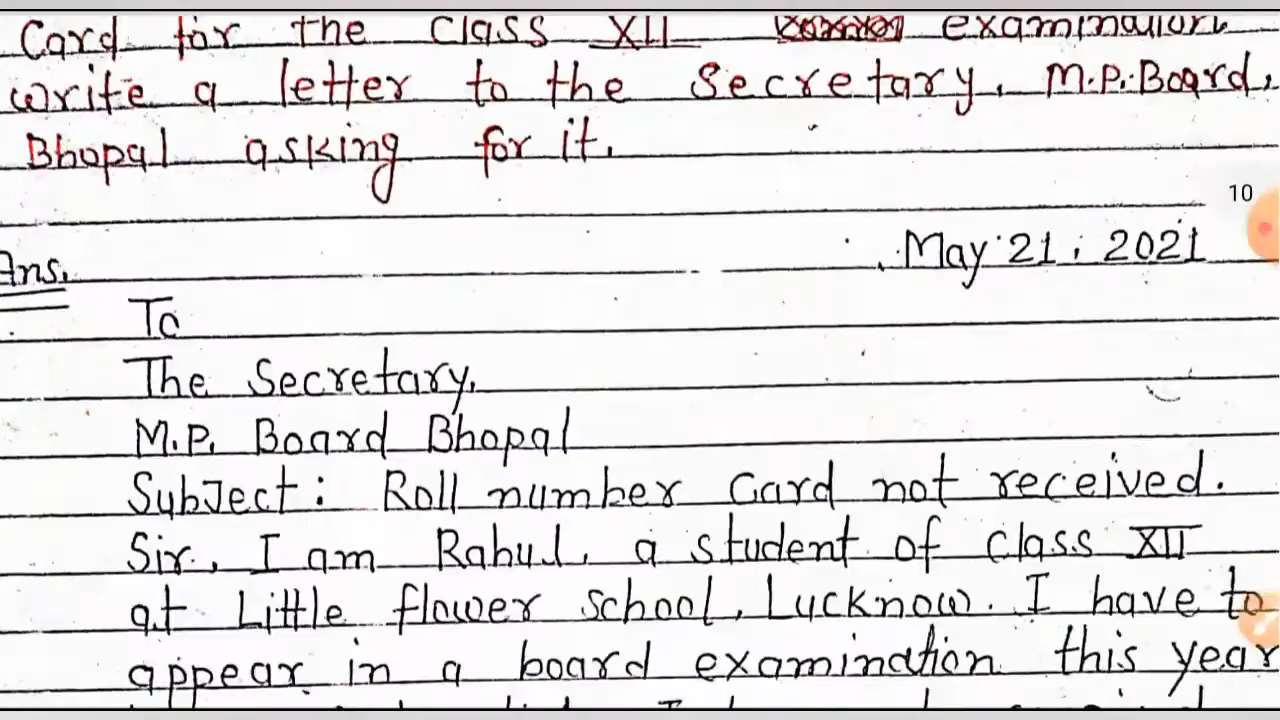 Card for the class XII examination
write a letter to the Secretary, M.P. Board,
Bhopal asking for it.
10
May 21, 2021
Ans.
To
The Secretary,
M.P. Board Bhopal
Subject: Roll number Card not received.
Sir, I am Rahul, a student of class XII
at Little flower school, Lucknow. I have to
appear in a board examination this year